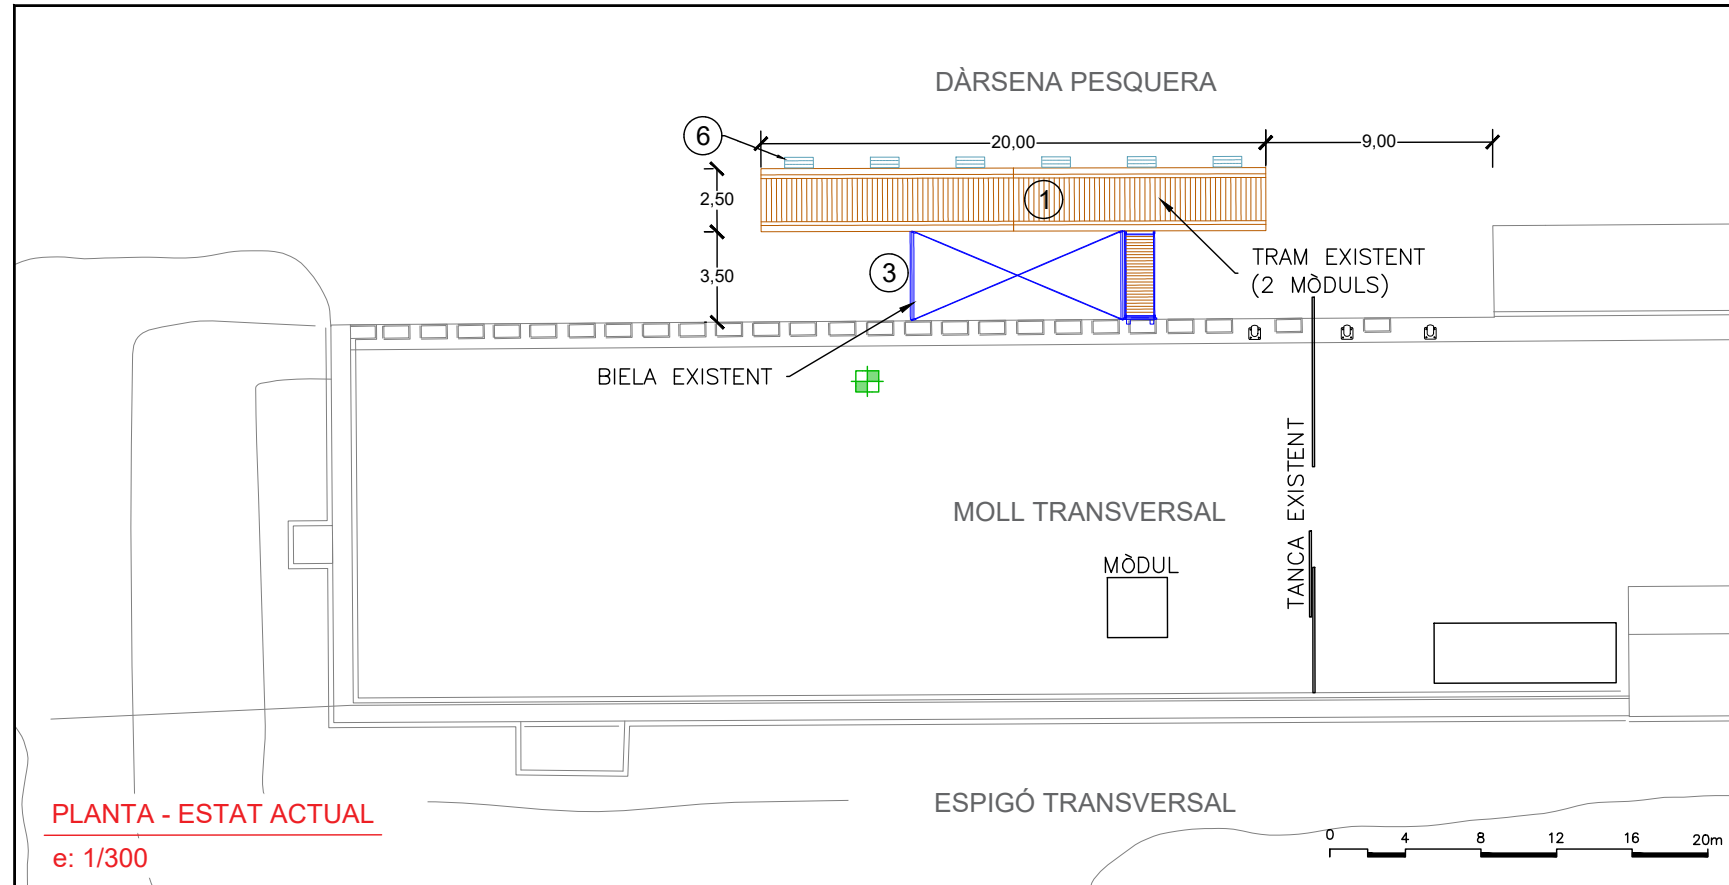 DÀRSENA PESQUERA
6
20,00
9,00
2,50
1
3,50
3
TRAM EXISTENT
(2 MÒDULS)
BIELA EXISTENT
TANCA EXISTENT
MOLL TRANSVERSAL
MÒDUL
PLANTA - ESTAT ACTUAL
e: 1/300
ESPIGÓ TRANSVERSAL
0 4 8 12 16 20m